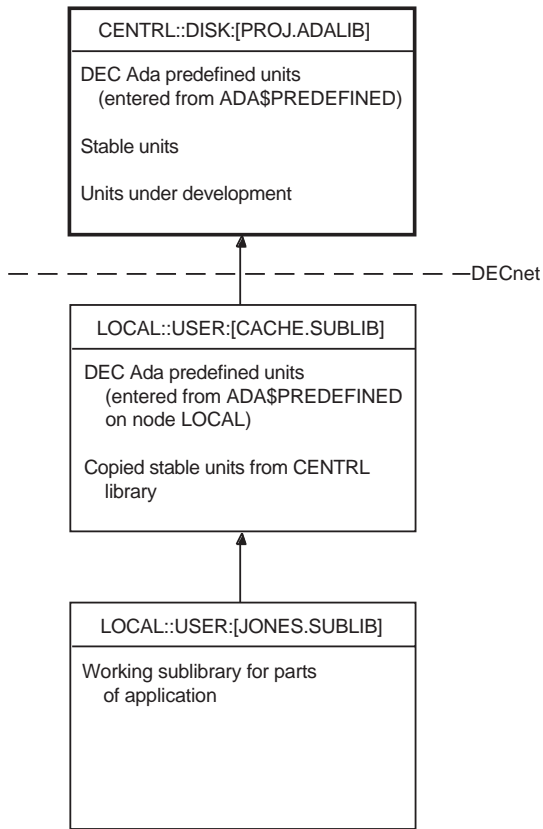 CENTRL::DISK:[PROJ.ADALIB]
DEC Ada predefined units
(entered from ADA$PREDEFINED)
Stable units
Units under development
DECnet
LOCAL::USER:[CACHE.SUBLIB]
DEC Ada predefined units
(entered from ADA$PREDEFINED
on node LOCAL)
Copied stable units from CENTRL
library
LOCAL::USER:[JONES.SUBLIB]
Working sublibrary for parts
of application